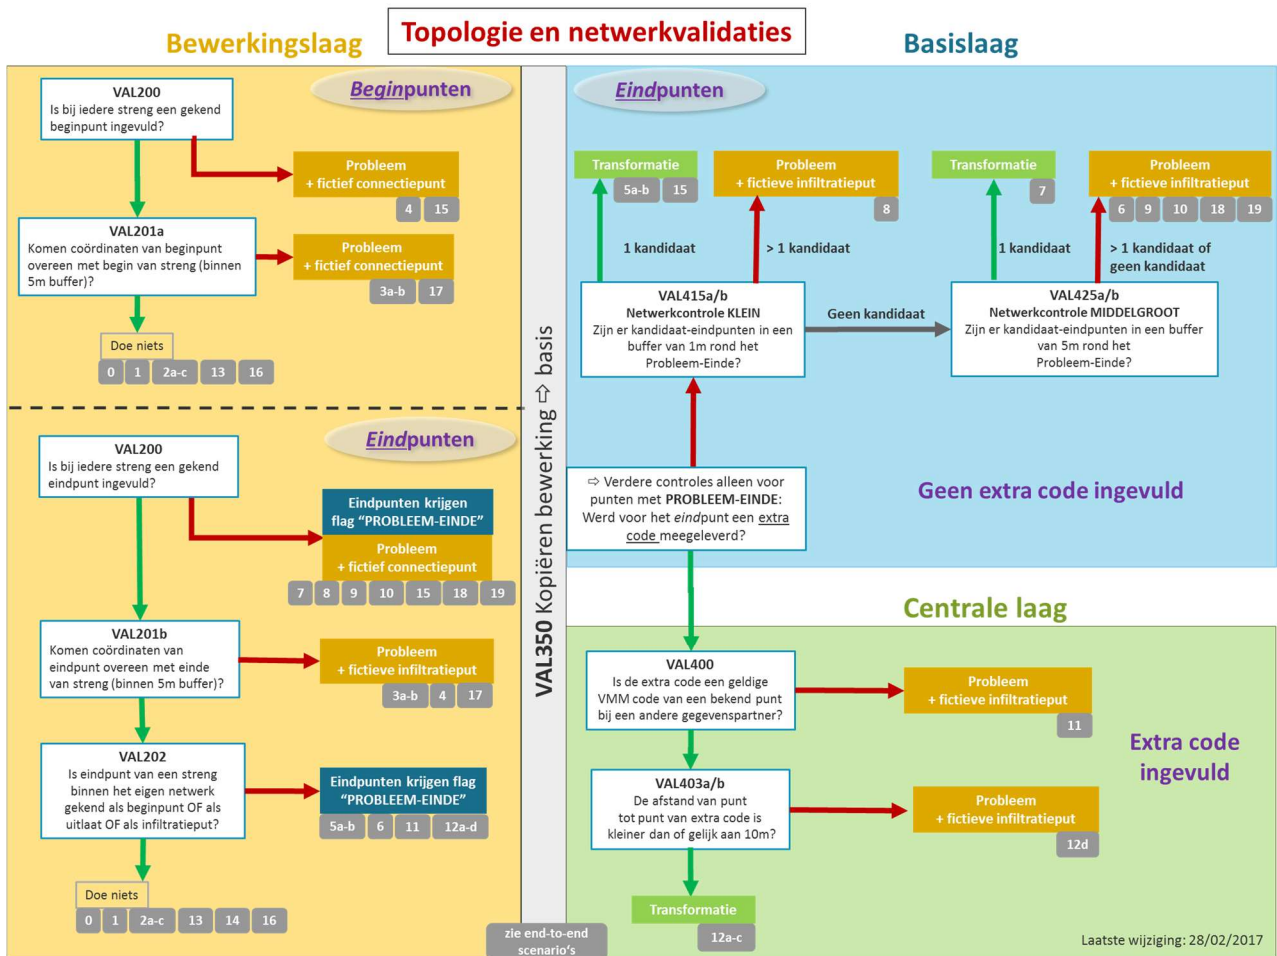 Topologie en netwerkvalidaties
Bewerkingslaag
Beginpunten
VAL200
Is bij iedere streng een gekend
beginpunt ingevuld?
Probleem
+ fictief connectiepunt
4 15
VAL201a
Komen coördinaten van beginpunt
overeen met begin van streng (binnen
5m buffer)?
Probleem
+ fictief connectiepunt
3a-b 17
Doe niets
0 1 2a-c 13 16
Eindpunten
VAL200
Is bij iedere streng een gekend
eindpunt ingevuld?
Eindpunten krijgen
flag “PROBLEEM-EINDE”
Probleem
+ fictief connectiepunt
7 8 9 10 15 18 19
VAL201b
Komen coördinaten van
eindpunt overeen met einde
van streng (binnen 5m buffer)?
Probleem
+ fictieve infiltratieput
3a-b 4 17
VAL202
Is eindpunt van een streng
binnen het eigen netwerk
gekend als beginpunt OF als
uitlaat OF als infiltratieput?
Eindpunten krijgen flag
“PROBLEEM-EINDE”
5a-b 6 11 12a-d
Doe niets
0 1 2a-c 13 14 16
VAL350 Kopiëren bewerking ⇨ basis
zie end-to-end
scenario‘s
Basislaag
Eindpunten
Transformatie
5a-b 15
Probleem
+ fictieve infiltratieput
8
Transformatie
7
Probleem
+ fictieve infiltratieput
6 9 10 18 19
1 kandidaat
> 1 kandidaat
1 kandidaat
> 1 kandidaat of
geen kandidaat
VAL415a/b
Netwerkcontrole KLEIN
Zijn er kandidaat-eindpunten in een
buffer van 1m rond het
Probleem-Einde?
Geen kandidaat
VAL425a/b
Netwerkcontrole MIDDELGROOT
Zijn er kandidaat-eindpunten in een buffer
van 5m rond het
Probleem-Einde?
⇨ Verdere controles alleen voor
punten met PROBLEEM-EINDE:
Werd voor het eindpunt een extra
code meegeleverd?
Geen extra code ingevuld
Centrale laag
VAL400
Is de extra code een geldige
VMM code van een bekend punt
bij een andere gegevenspartner?
Probleem
+ fictieve infiltratieput
11
Extra code
ingevuld
VAL403a/b
De afstand van punt
tot punt van extra code is
kleiner dan of gelijk aan 10m?
Probleem
+ fictieve infiltratieput
12d
Transformatie
12a-c
Laatste wijziging: 28/02/2017